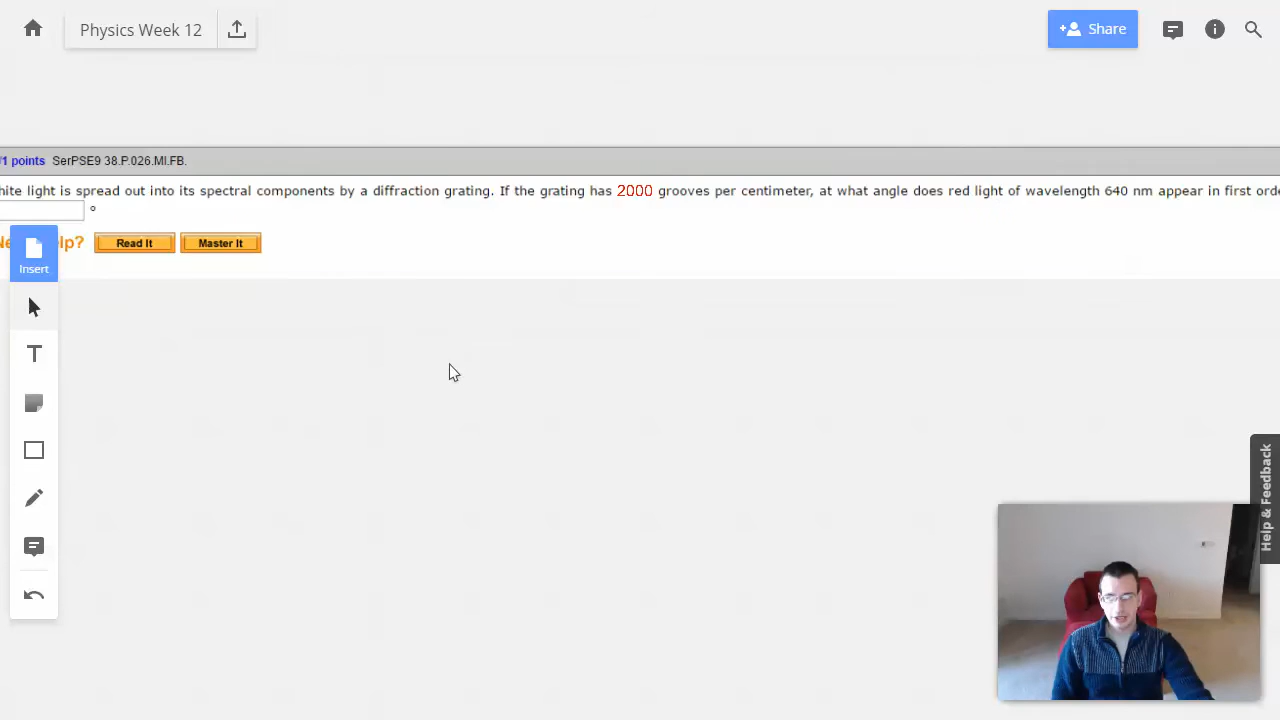 Physics Week 12
Share
/1 points SerPSE9 38.P.026.MI.FB.
hite light is spread out into its spectral components by a diffraction grating. If the grating has 2000 grooves per centimeter, at what angle does red light of wavelength 640 nm appear in first orde
°
Ne lp? Read It Master It
Insert
T
Help & Feedback